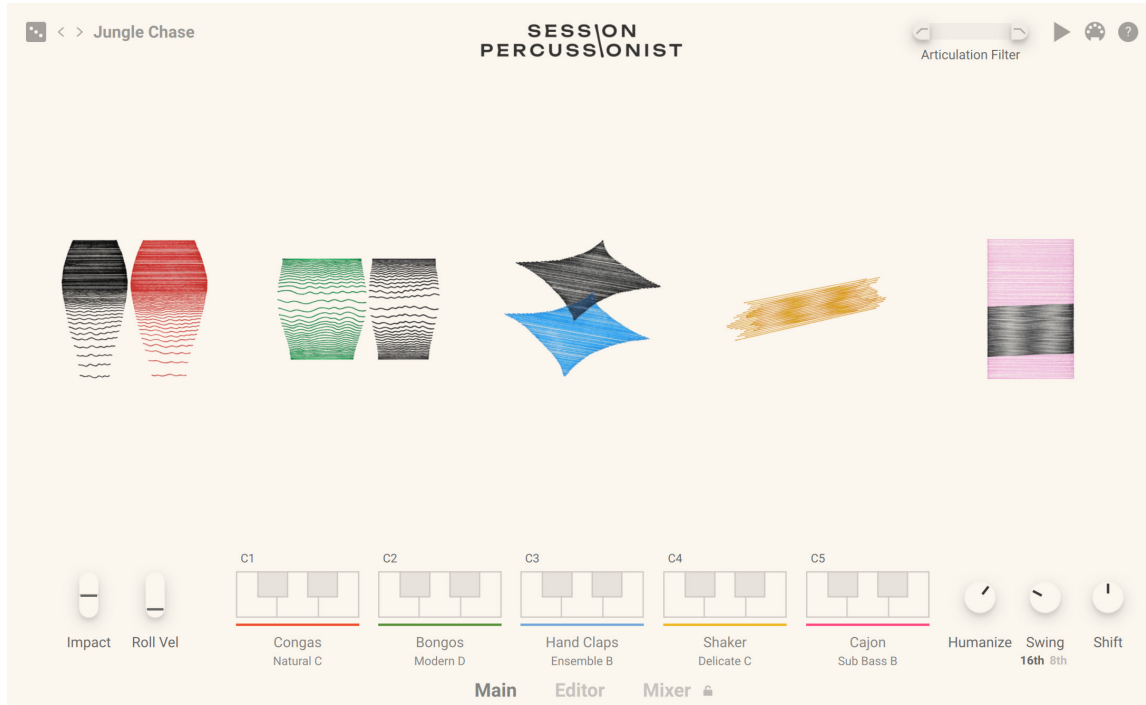 Jungle Chase
SESSION
PERCUSSIONIST
Articulation Filter
?
C1
C2
C3
C4
C5
Impact
Roll Vel
Congas
Natural C
Bongos
Modern D
Hand Claps
Ensemble B
Shaker
Delicate C
Cajon
Sub Bass B
Humanize
Swing
16th 8th
Shift
Main
Editor
Mixer